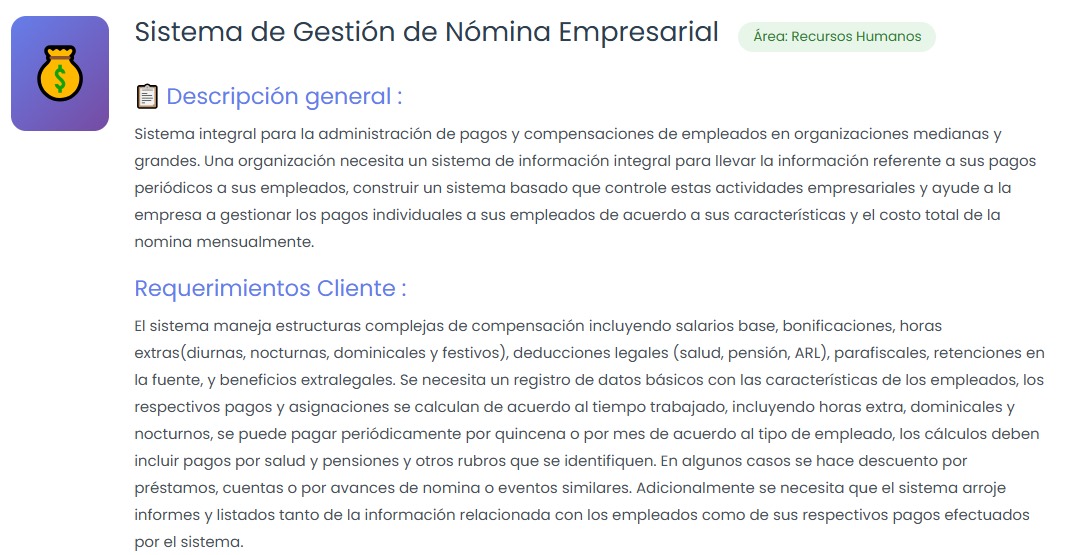 Sistema de Gestión de Nómina Empresarial
Área: Recursos Humanos
Descripción general :
Sistema integral para la administración de pagos y compensaciones de empleados en organizaciones medianas y
grandes. Una organización necesita un sistema de información integral para llevar la información referente a sus pagos
periódicos a sus empleados, construir un sistema basado que controle estas actividades empresariales y ayude a la
empresa a gestionar los pagos individuales a sus empleados de acuerdo a sus características y el costo total de la
nomina mensualmente.
Requerimientos Cliente :
El sistema maneja estructuras complejas de compensación incluyendo salarios base, bonificaciones, horas
extras(diurnas, nocturnas, dominicales y festivos), deducciones legales (salud, pensión, ARL), parafiscales, retenciones en
la fuente, y beneficios extralegales. Se necesita un registro de datos básicos con las características de los empleados, los
respectivos pagos y asignaciones se calculan de acuerdo al tiempo trabajado, incluyendo horas extra, dominicales y
nocturnos, se puede pagar periódicamente por quincena o por mes de acuerdo al tipo de empleado, los cálculos deben
incluir pagos por salud y pensiones y otros rubros que se identifiquen. En algunos casos se hace descuento por
préstamos, cuentas o por avances de nomina o eventos similares. Adicionalmente se necesita que el sistema arroje
informes y listados tanto de la información relacionada con los empleados como de sus respectivos pagos efectuados
por el sistema.